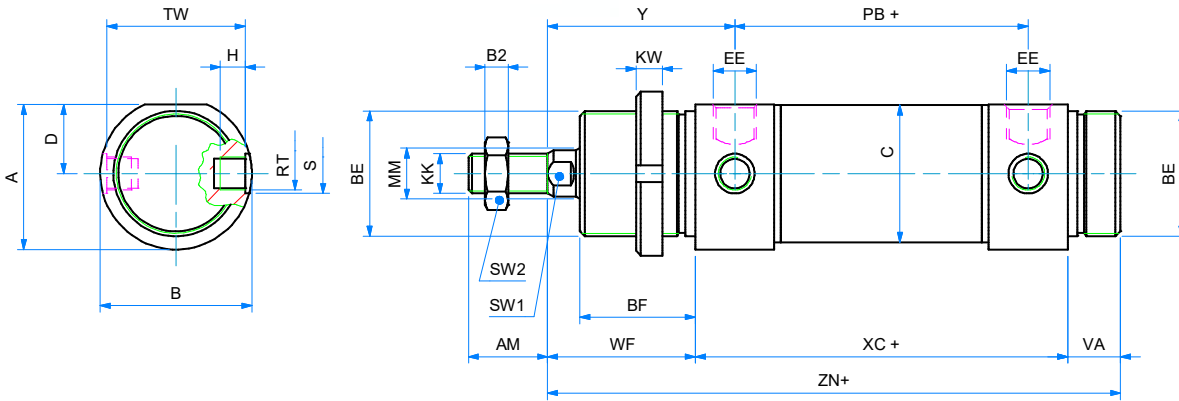 TW
H
D
A
B
RT
S
Y
PB +
B2
KW
EE
EE
BE
MM
KK
C
BE
SW2
SW1
BF
AM
WF
XC +
VA
ZN+